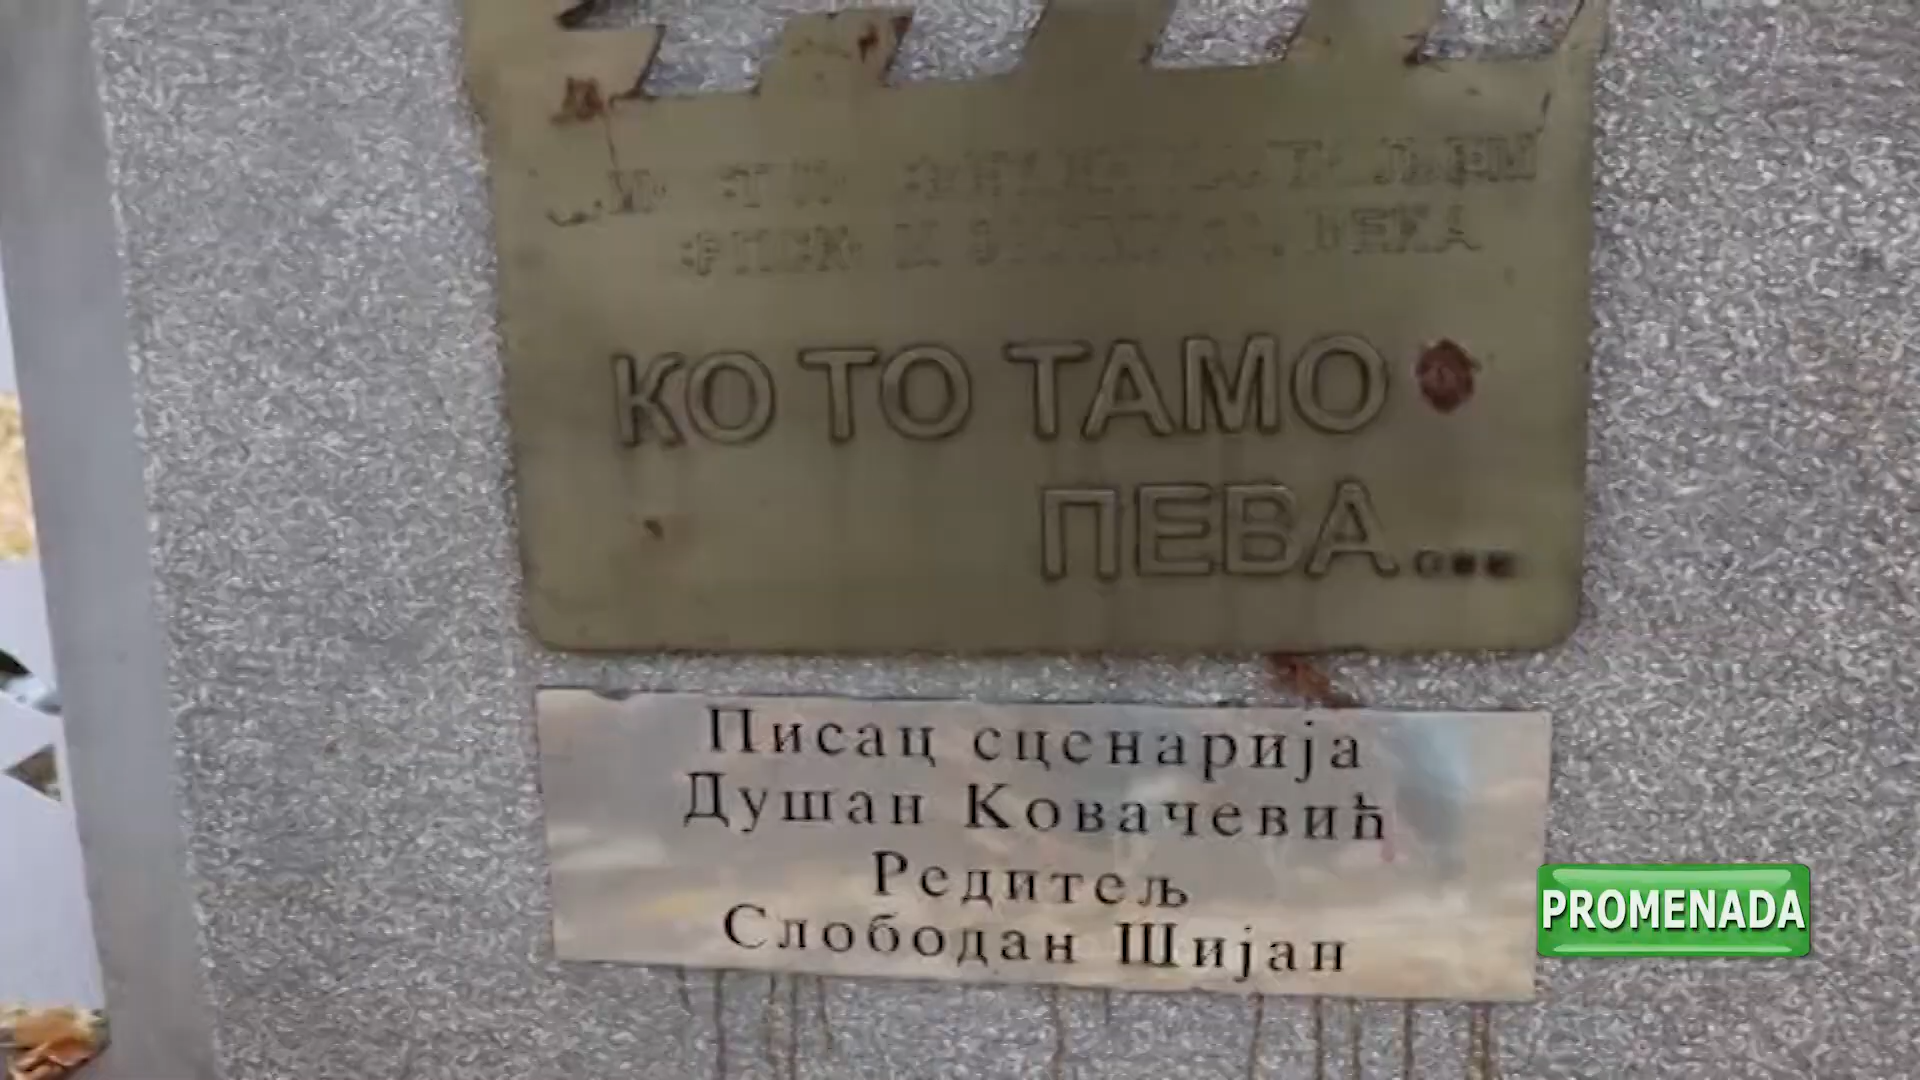 КО ТО ТАМО
ПЕВА...
Писац сценарија
Душан Ковачевић
Редитељ
Слободан Шијан
PROMENADA